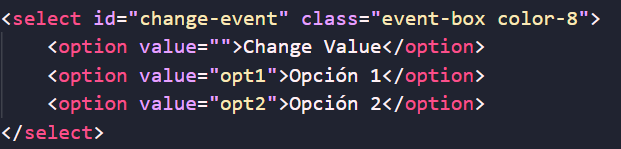 <select id="change-event" class="event-box color-8">
    <option value="">Change Value</option>
    <option value="opt1">Opción 1</option>
    <option value="opt2">Opción 2</option>
</select>